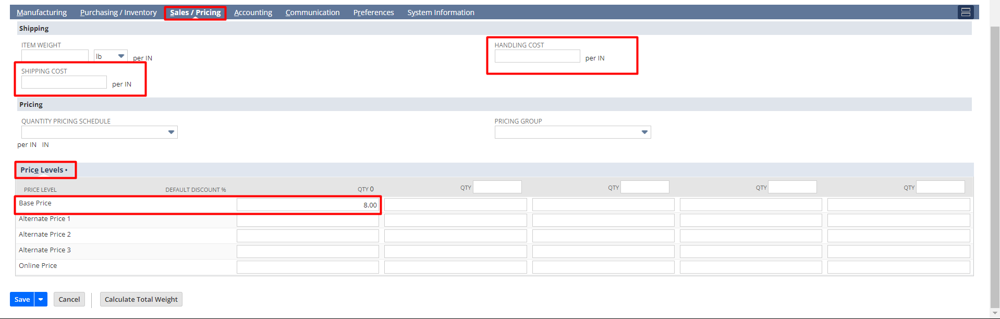 Manufacturing Purchasing / Inventory Sales / Pricing Accounting Communication Preferences System Information
Shipping
ITEM WEIGHT HANDLING COST
lb per IN per IN
SHIPPING COST
per IN
Pricing
QUANTITY PRICING SCHEDULE PRICING GROUP
per IN IN
Price Levels •
PRICE LEVEL DEFAULT DISCOUNT % QTY 0 QTY QTY QTY QTY
Base Price 8.00
Alternate Price 1
Alternate Price 2
Alternate Price 3
Online Price
Save Cancel Calculate Total Weight